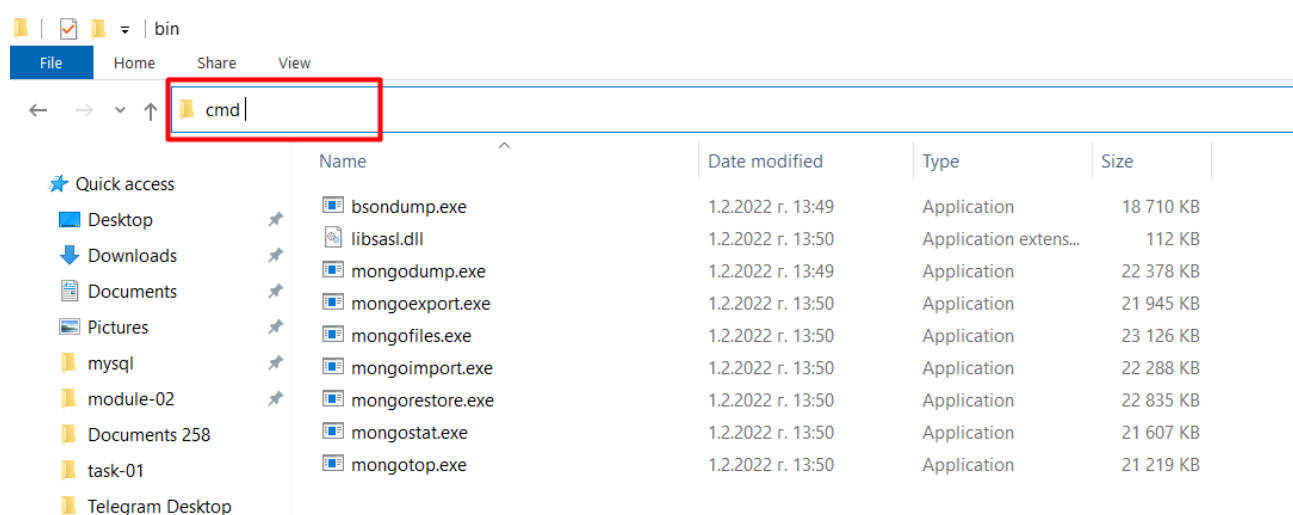 bin
File Home Share View
cmd
Name Date modified Type Size
Quick access
bsondump.exe 1.2.2022 г. 13:49 Application 18 710 KB
Desktop
libsasl.dll 1.2.2022 г. 13:50 Application extens... 112 KB
Downloads
mongodump.exe 1.2.2022 г. 13:49 Application 22 378 KB
Documents
mongoexport.exe 1.2.2022 г. 13:50 Application 21 945 KB
Pictures
mongofiles.exe 1.2.2022 г. 13:50 Application 23 126 KB
mysql
mongoimport.exe 1.2.2022 г. 13:50 Application 22 288 KB
module-02
mongorestore.exe 1.2.2022 г. 13:50 Application 22 835 KB
Documents 258
mongostat.exe 1.2.2022 г. 13:50 Application 21 607 KB
task-01
mongotop.exe 1.2.2022 г. 13:50 Application 21 219 KB
Telegram Desktop